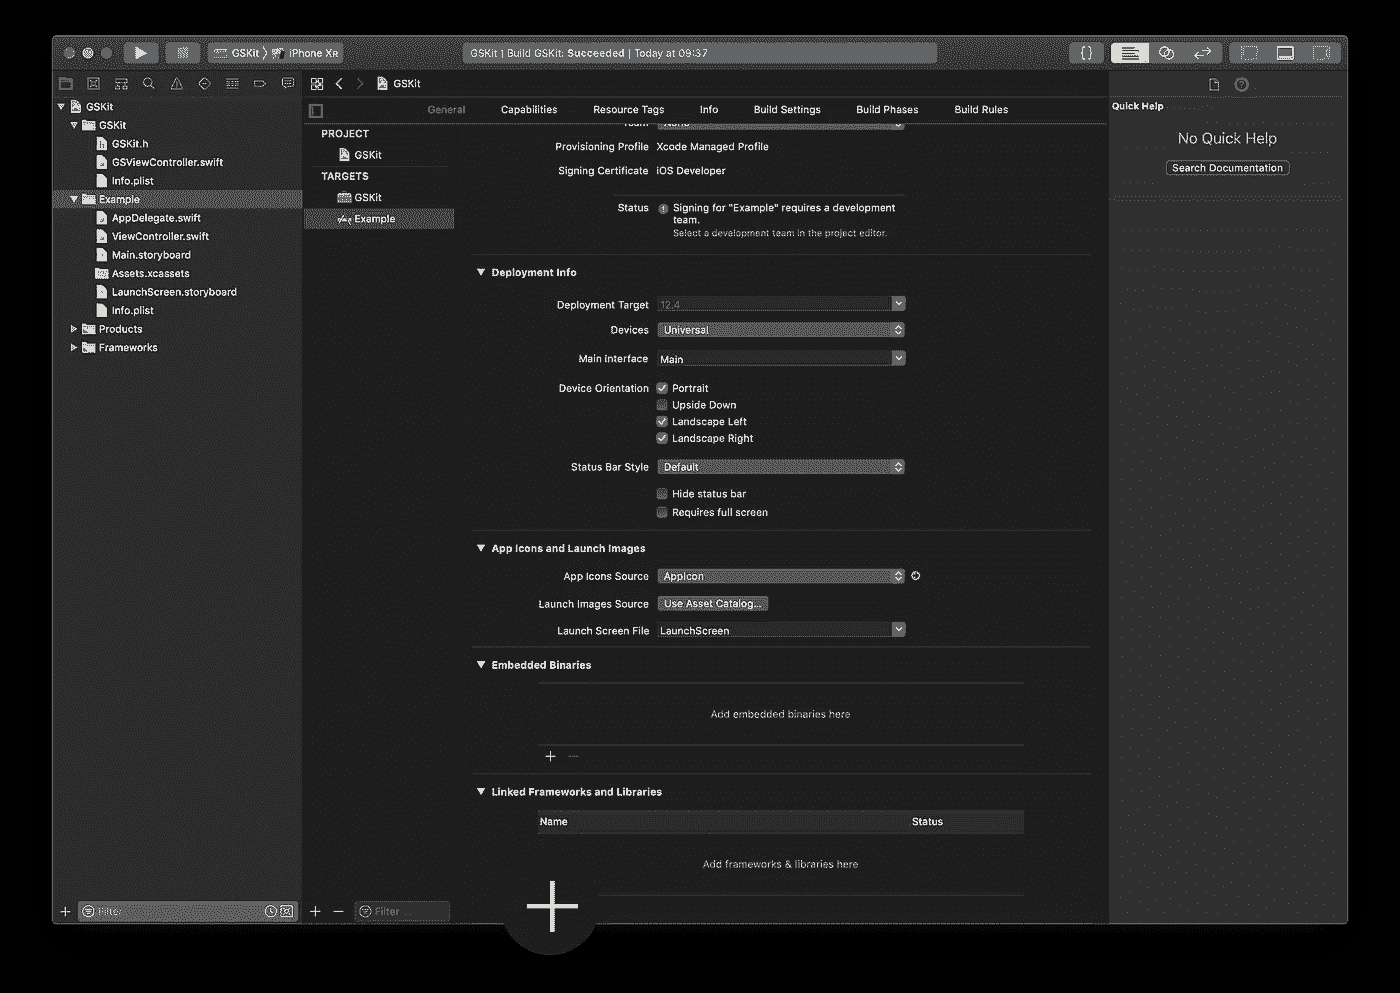 GSKit
iPhone XR
GSKit | Build GSKit: Succeeded | Today at 09:37
{}
GSKit
GSKit
GSKit.h
GSViewController.swift
Info.plist
Example
AppDelegate.swift
ViewController.swift
Main.storyboard
Assets.xcassets
LaunchScreen.storyboard
Info.plist
Products
Frameworks
Filter
GSKit
General
Capabilities
Resource Tags
Info
Build Settings
Build Phases
Build Rules
PROJECT
GSKit
TARGETS
GSKit
Example
Filter
Team None
Provisioning Profile Xcode Managed Profile
Signing Certificate iOS Developer
Status Signing for "Example" requires a development
team.
Select a development team in the project editor.
Deployment Info
Deployment Target 12.4
Devices Universal
Main Interface Main
Device Orientation Portrait
Upside Down
Landscape Left
Landscape Right
Status Bar Style Default
Hide status bar
Requires full screen
App Icons and Launch Images
App Icons Source AppIcon
Launch Images Source Use Asset Catalog...
Launch Screen File LaunchScreen
Embedded Binaries
Add embedded binaries here
Linked Frameworks and Libraries
Name Status
Add frameworks & libraries here
Quick Help
No Quick Help
Search Documentation